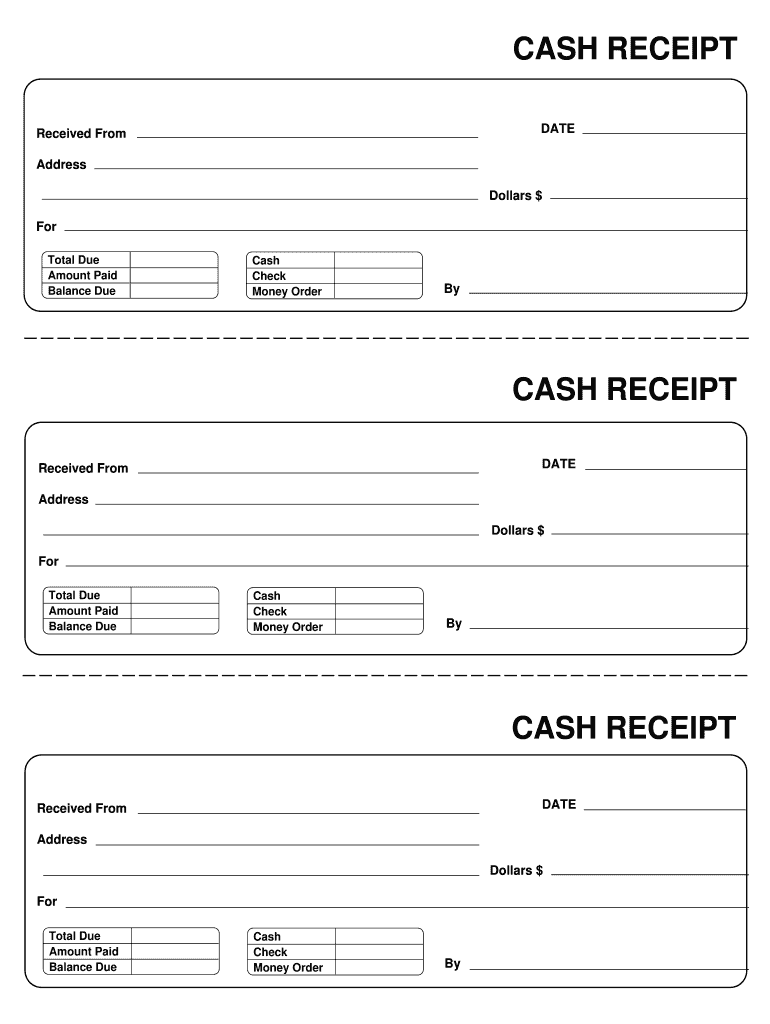 CASH RECEIPT
Received From DATE
Address
Dollars $
For
Total Due Cash
Amount Paid Check
Balance Due Money Order By
CASH RECEIPT
Received From DATE
Address
Dollars $
For
Total Due Cash
Amount Paid Check
Balance Due Money Order By
CASH RECEIPT
Received From DATE
Address
Dollars $
For
Total Due Cash
Amount Paid Check
Balance Due Money Order By